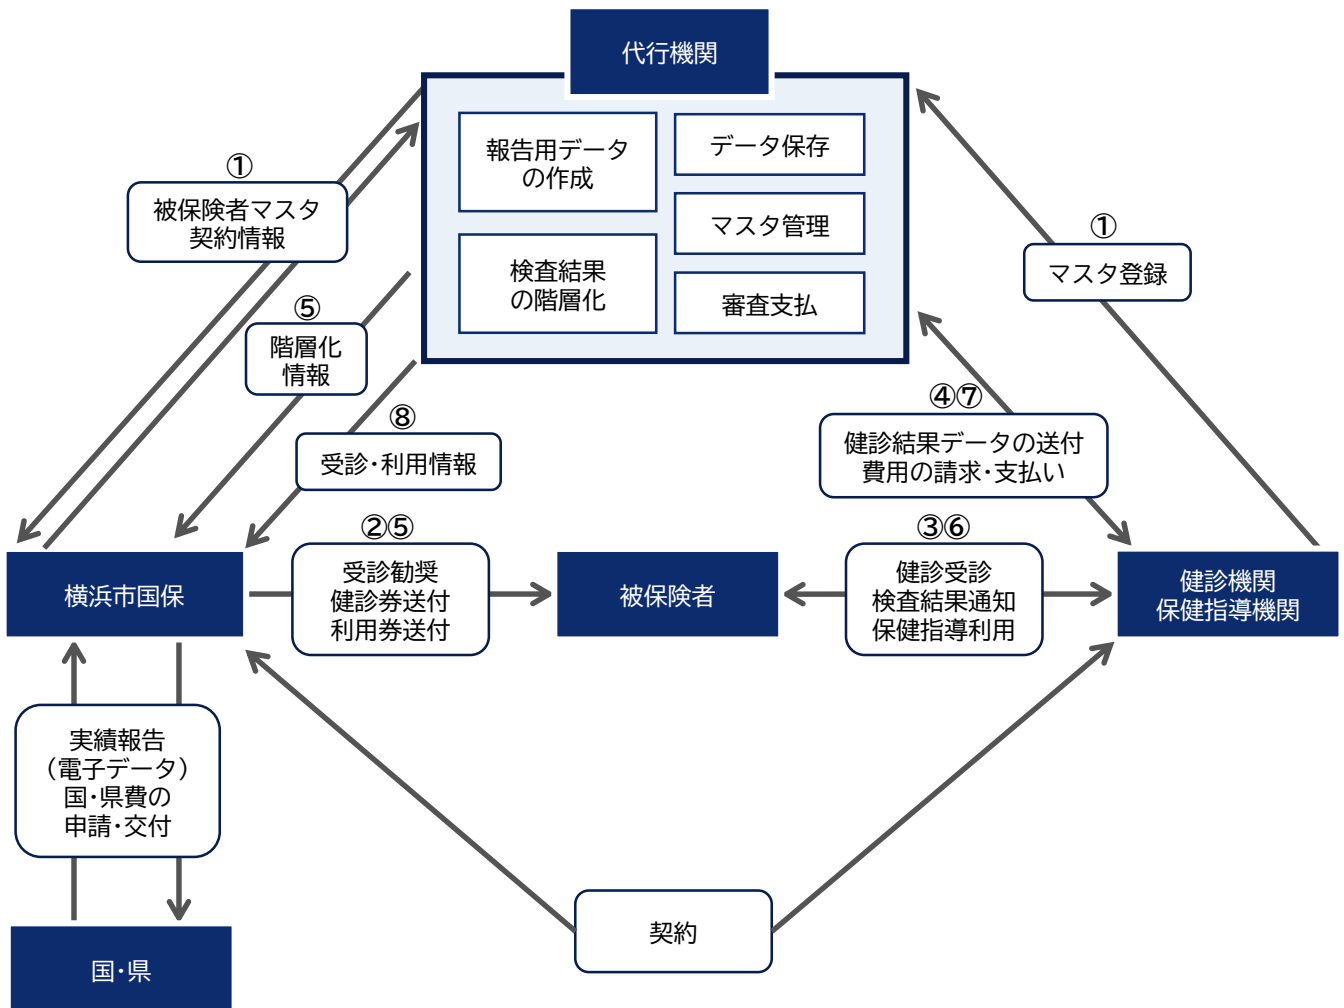 代行機関
報告用データ
の作成
データ保存
マスタ管理
検査結果
の階層化
審査支払
①
被保険者マスタ
契約情報
①
マスタ登録
⑤
階層化
情報
⑧
受診・利用情報
④⑦
健診結果データの送付
費用の請求・支払い
横浜市国保
②⑤
受診勧奨
健診券送付
利用券送付
被保険者
③⑥
健診受診
検査結果通知
保健指導利用
健診機関
保健指導機関
実績報告
（電子データ）
国・県費の
申請・交付
契約
国・県